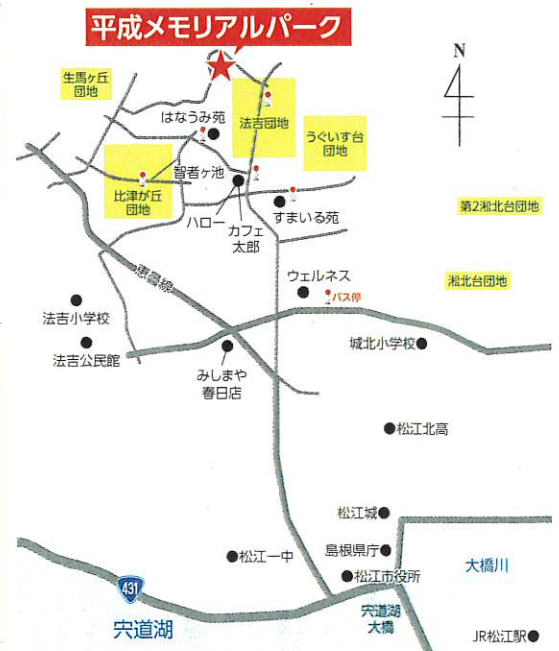 平成メモリアルパーク
N
生馬ヶ丘
団地
はなうみ苑
法吉団地
うぐいす台
団地
智者ヶ池
比津が丘
団地
ハロー
カフェ
太郎
すまいる苑
第2淞北台団地
淞北台団地
恵曇線
ウェルネス
バス停
法吉小学校
法吉公民館
みしまや
春日店
城北小学校
松江北高
松江城
松江一中
島根県庁
大橋川
松江市役所
431
宍道湖
宍道湖
大橋
JR松江駅